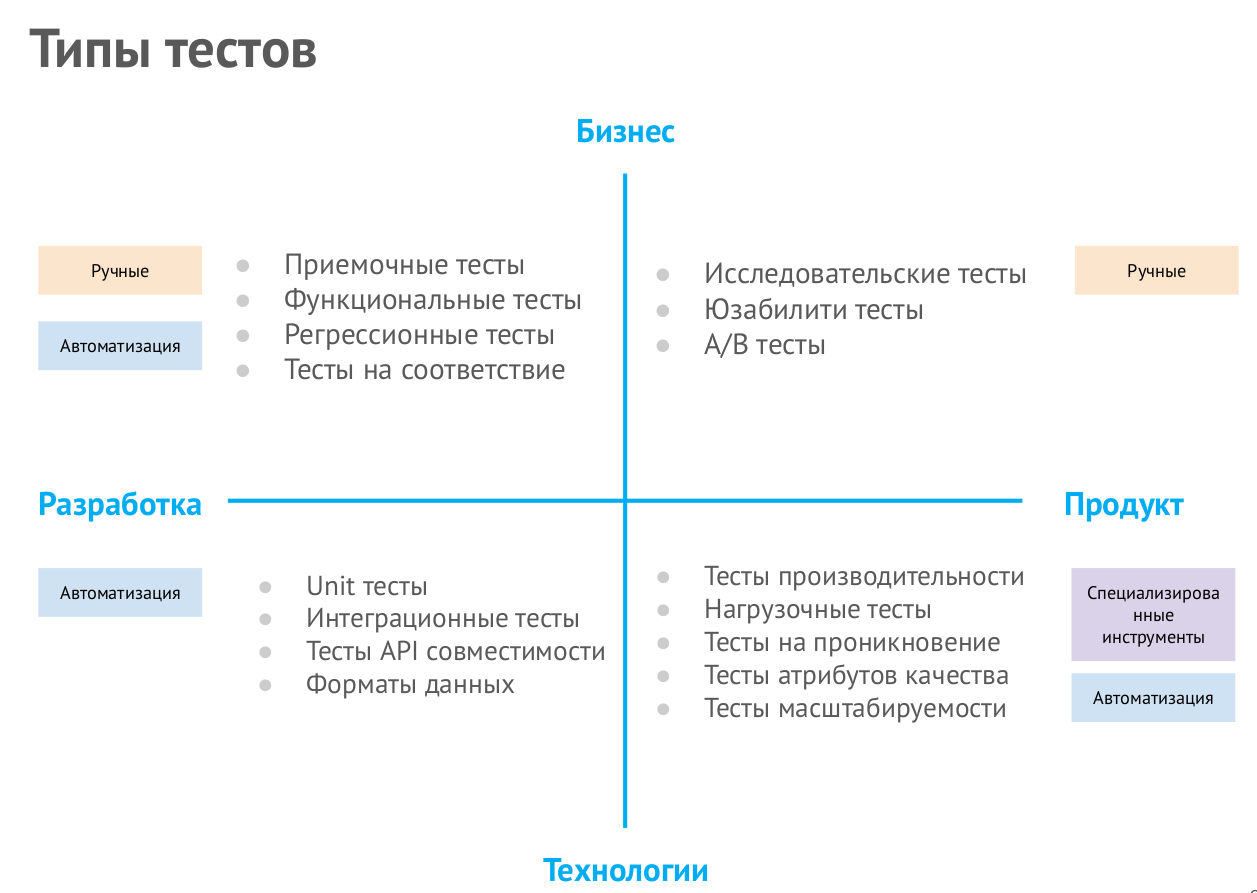 Типы тестов
Бизнес
Ручные
Автоматизация
Приемочные тесты
Функциональные тесты
Регрессионные тесты
Тесты на соответствие
Исследовательские тесты
Юзабилити тесты
A/B тесты
Ручные
Разработка
Продукт
Автоматизация
Unit тесты
Интеграционные тесты
Тесты API совместимости
Форматы данных
Тесты производительности
Нагрузочные тесты
Тесты на проникновение
Тесты атрибутов качества
Тесты масштабируемости
Специализирова
нные
инструменты
Автоматизация
Технологии